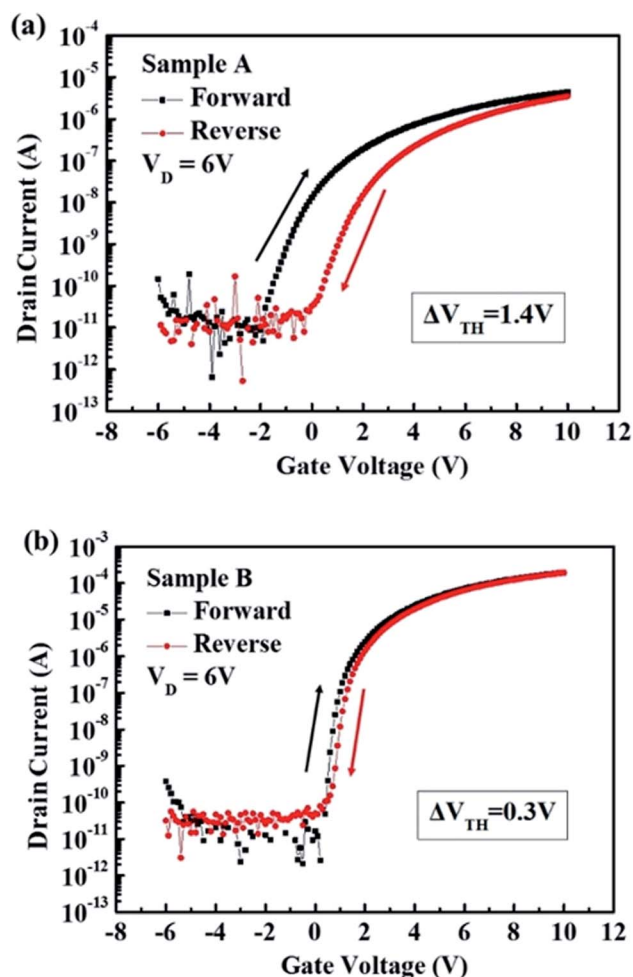 (a)
10⁻⁴
10⁻⁵
10⁻⁶
10⁻⁷
10⁻⁸
10⁻⁹
10⁻¹⁰
10⁻¹¹
10⁻¹²
10⁻¹³
Drain Current (A)
Sample A
Forward
Reverse
V_D = 6V
ΔV_TH=1.4V
-8 -6 -4 -2 0 2 4 6 8 10 12
Gate Voltage (V)
(b)
10⁻³
10⁻⁴
10⁻⁵
10⁻⁶
10⁻⁷
10⁻⁸
10⁻⁹
10⁻¹⁰
10⁻¹¹
10⁻¹²
10⁻¹³
Drain Current (A)
Sample B
Forward
Reverse
V_D = 6V
ΔV_TH=0.3V
-8 -6 -4 -2 0 2 4 6 8 10 12
Gate Voltage (V)